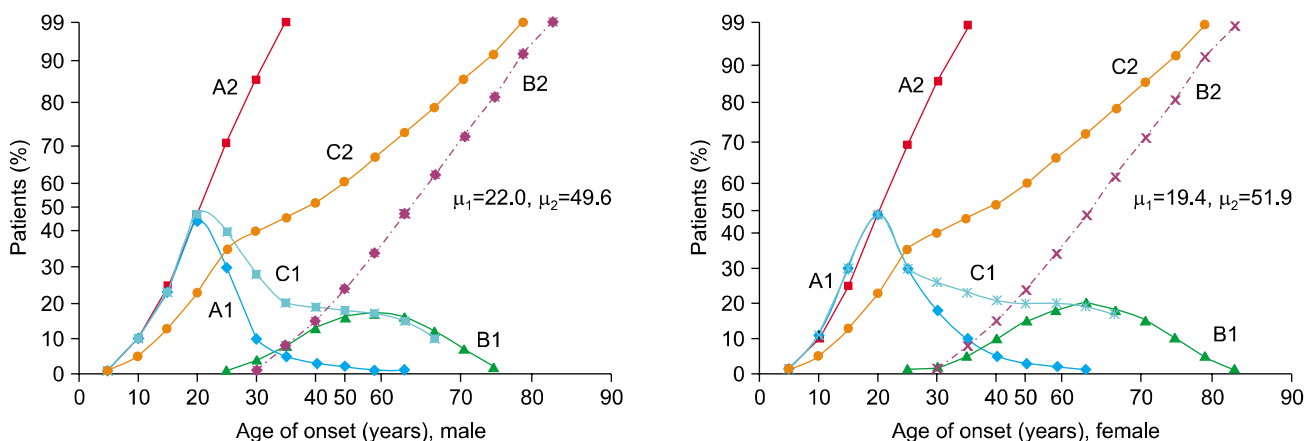 99
90
80
70
60
50
40
30
20
10
0
Patients (%)
A2
C2
B2
μ1=22.0, μ2=49.6
C1
A1
B1
0 10 20 30 40 50 60 70 80 90
Age of onset (years), male
99
90
80
70
60
50
40
30
20
10
0
Patients (%)
A2
C2
B2
μ1=19.4, μ2=51.9
A1
C1
B1
0 10 20 30 40 50 60 70 80 90
Age of onset (years), female